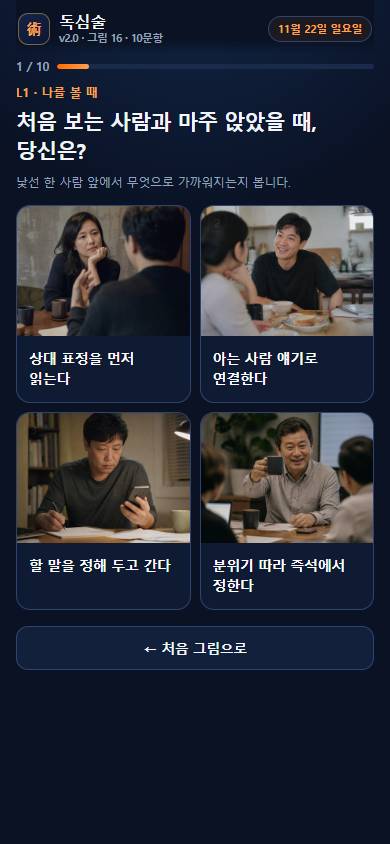 術
독심술
v2.0 · 그림 16 · 10문항
11월 22일 일요일
1 / 10
L1 · 나를 볼 때
처음 보는 사람과 마주 앉았을 때,
당신은?
낯선 한 사람 앞에서 무엇으로 가까워지는지 봅니다.
상대 표정을 먼저
읽는다
아는 사람 얘기로
연결한다
할 말을 정해 두고 간다
분위기 따라 즉석에서
정한다
← 처음 그림으로